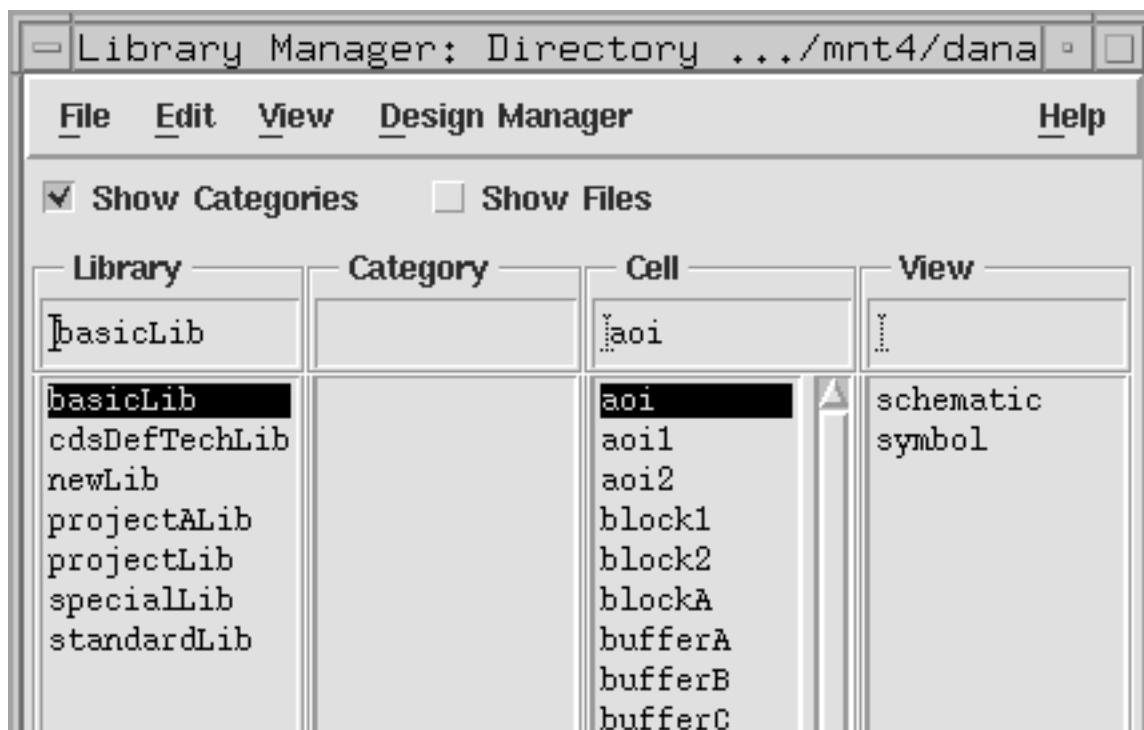 Library Manager: Directory .../mnt4/dana
File Edit View Design Manager Help
Show Categories Show Files
Library Category Cell View
basicLib aoi
basicLib aoi schematic
cdsDefTechLib aoi1 symbol
newLib aoi2
projectALib block1
projectLib block2
specialLib blockA
standardLib bufferA
bufferB
bufferC